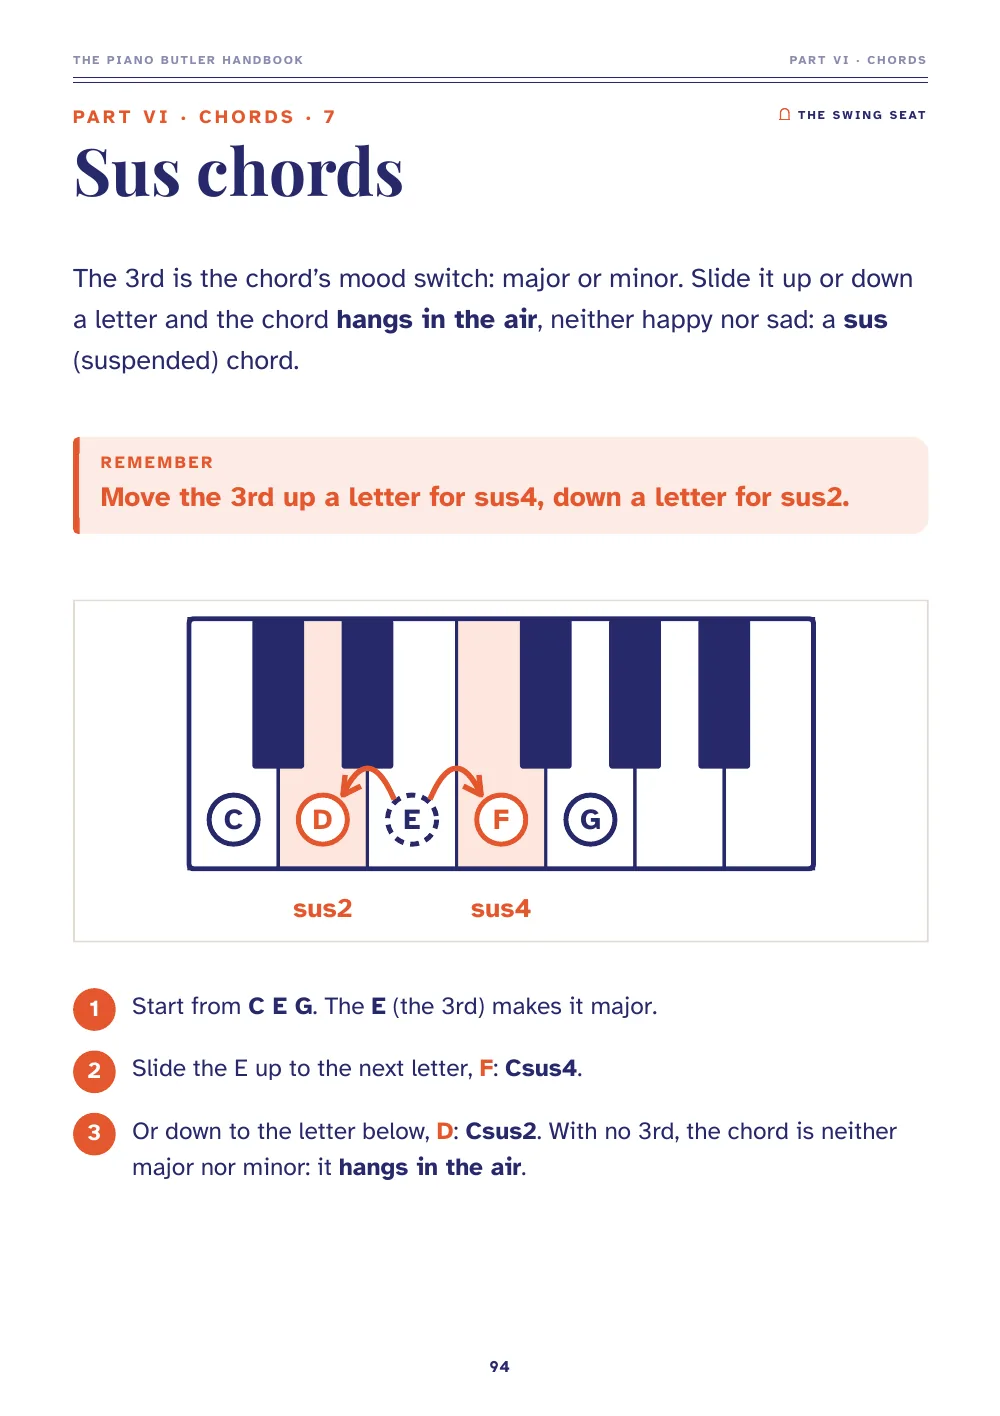 THE PIANO BUTLER HANDBOOK
PART VI · CHORDS
PART VI · CHORDS · 7
THE SWING SEAT
Sus chords
The 3rd is the chord’s mood switch: major or minor. Slide it up or down
a letter and the chord hangs in the air, neither happy nor sad: a sus
(suspended) chord.
REMEMBER
Move the 3rd up a letter for sus4, down a letter for sus2.
C D E F G
sus2 sus4
1 Start from C E G. The E (the 3rd) makes it major.
2 Slide the E up to the next letter, F: Csus4.
3 Or down to the letter below, D: Csus2. With no 3rd, the chord is neither
major nor minor: it hangs in the air.
94